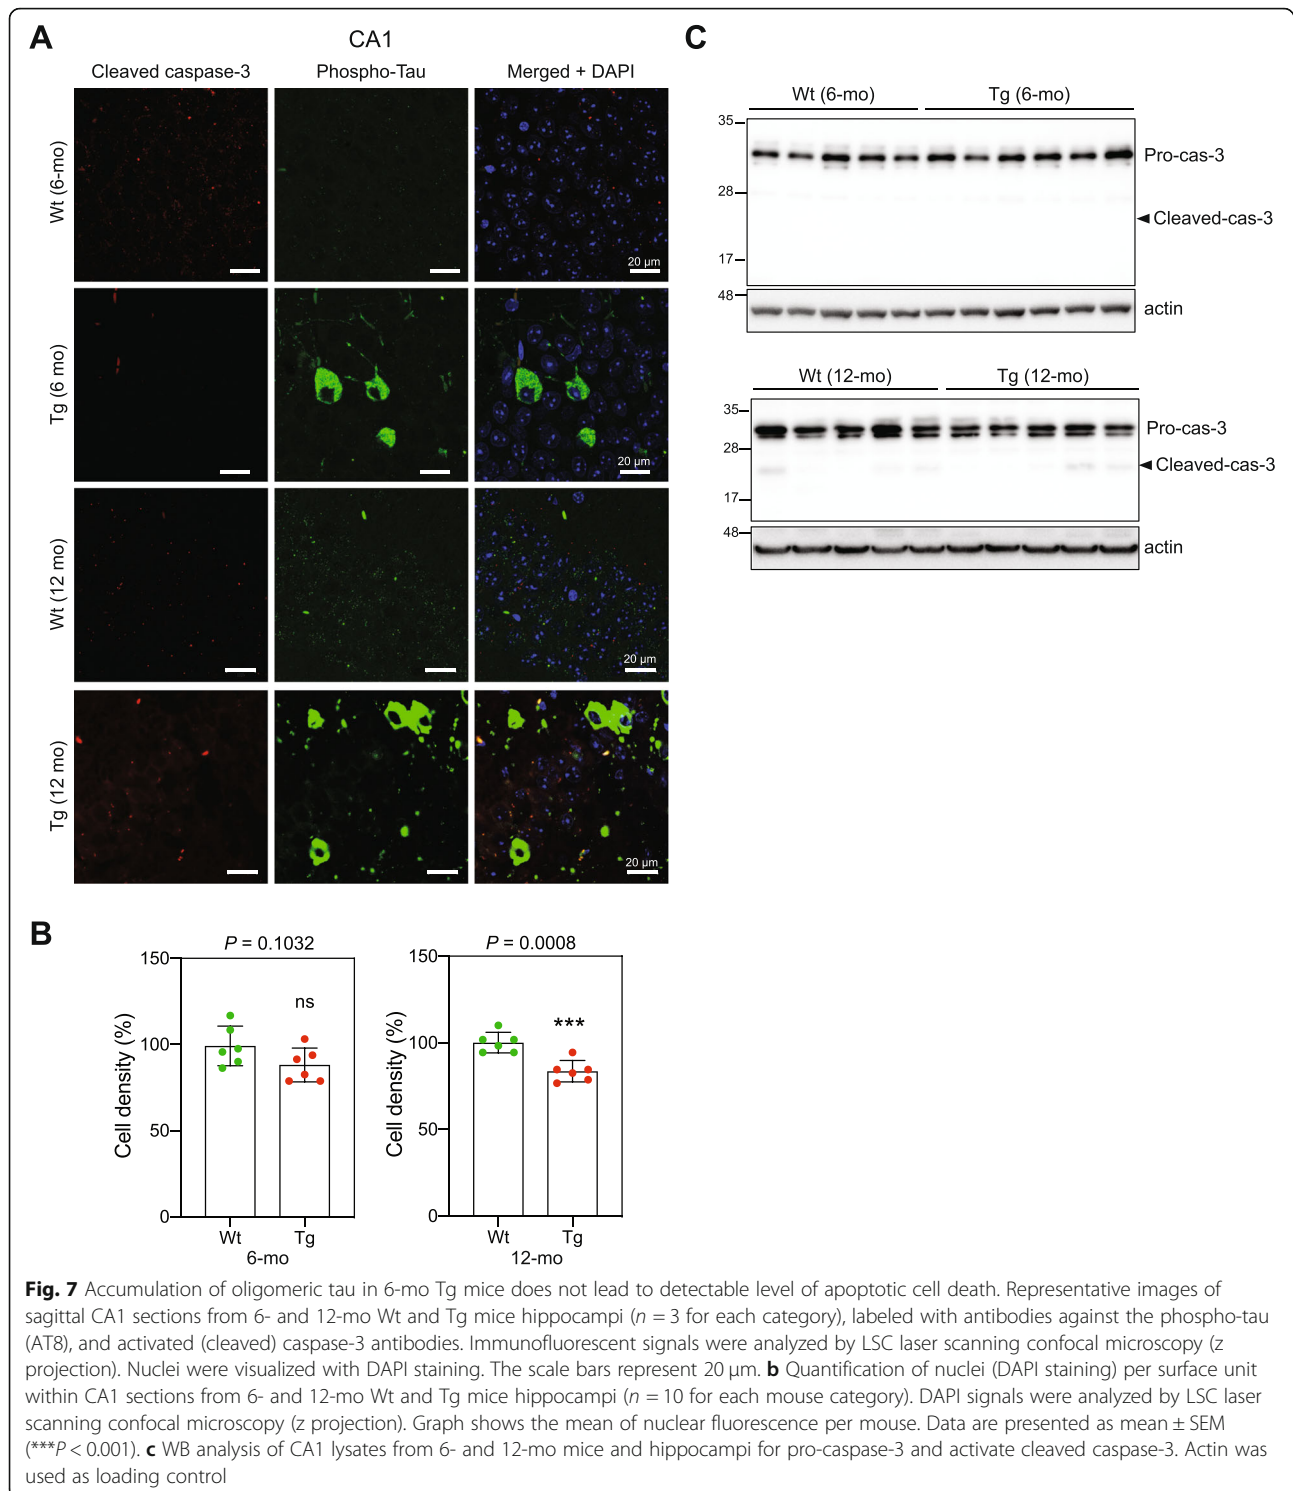 A
CA1
Cleaved caspase-3 Phospho-Tau Merged + DAPI
Wt (6-mo)
20 µm
Tg (6 mo)
20 µm
Wt (12 mo)
20 µm
Tg (12 mo)
20 µm
B
P = 0.1032
150
100
50
0
Cell density (%)
ns
Wt Tg
6-mo
P = 0.0008
150
100
50
0
Cell density (%)
***
Wt Tg
12-mo
C
Wt (6-mo) Tg (6-mo)
35
28
17
48
Pro-cas-3
Cleaved-cas-3
actin
Wt (12-mo) Tg (12-mo)
35
28
17
48
Pro-cas-3
Cleaved-cas-3
actin
Fig. 7 Accumulation of oligomeric tau in 6-mo Tg mice does not lead to detectable level of apoptotic cell death. Representative images of
sagittal CA1 sections from 6- and 12-mo Wt and Tg mice hippocampi (n = 3 for each category), labeled with antibodies against the phospho-tau
(AT8), and activated (cleaved) caspase-3 antibodies. Immunofluorescent signals were analyzed by LSC laser scanning confocal microscopy (z
projection). Nuclei were visualized with DAPI staining. The scale bars represent 20 µm. b Quantification of nuclei (DAPI staining) per surface unit
within CA1 sections from 6- and 12-mo Wt and Tg mice hippocampi (n = 10 for each mouse category). DAPI signals were analyzed by LSC laser
scanning confocal microscopy (z projection). Graph shows the mean of nuclear fluorescence per mouse. Data are presented as mean ± SEM
(***P < 0.001). c WB analysis of CA1 lysates from 6- and 12-mo mice and hippocampi for pro-caspase-3 and activate cleaved caspase-3. Actin was
used as loading control